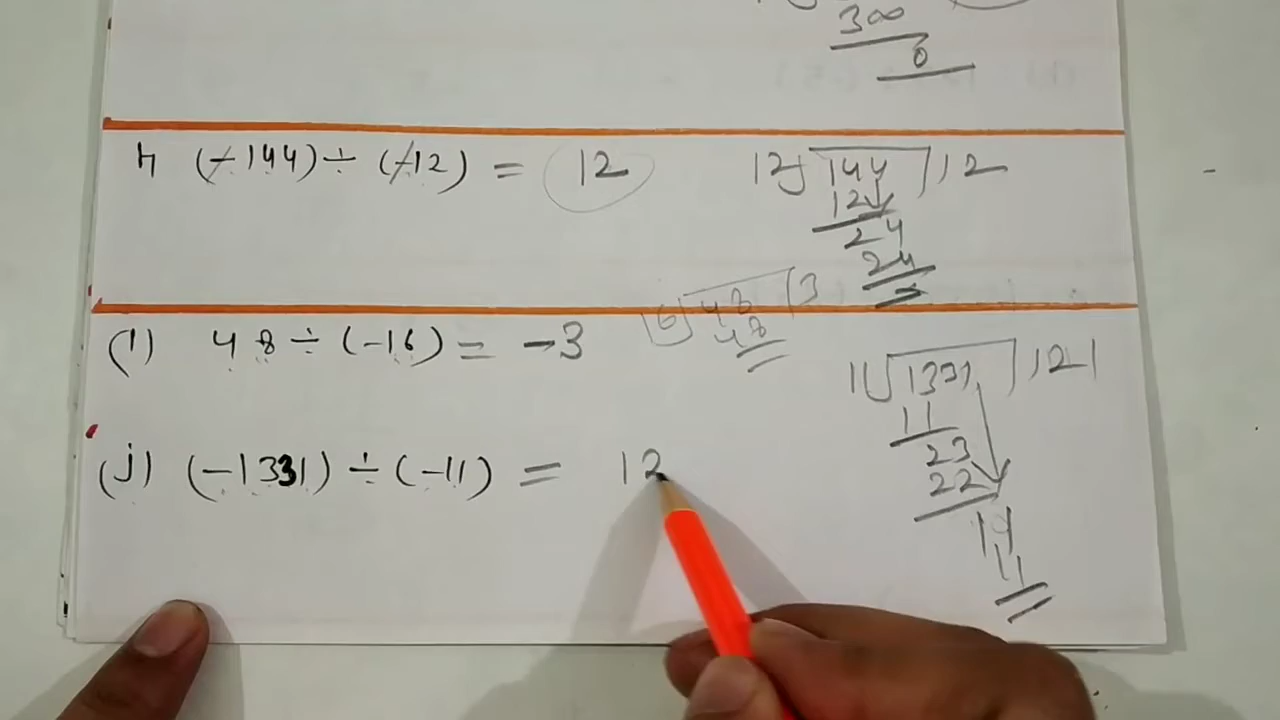 300
0
h (-144) ÷ (-12) = 12
12 144 12
12
24
24
16 48 3
48
(i) 48 ÷ (-16) = -3
11 1331 121
11
23
22
11
11
(j) (-1331) ÷ (-11) = 12